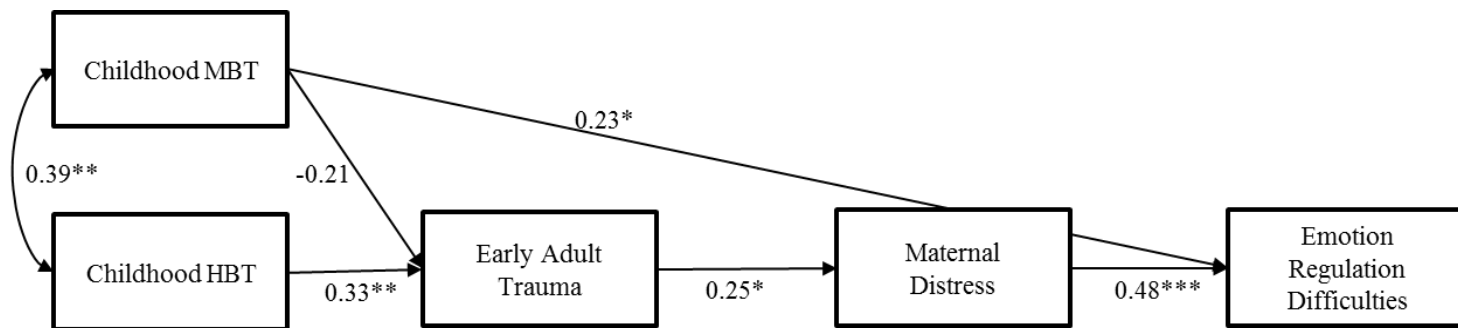 Childhood MBT
0.23*
0.39**
-0.21
Childhood HBT
0.33**
Early Adult
Trauma
0.25*
Maternal
Distress
0.48***
Emotion
Regulation
Difficulties